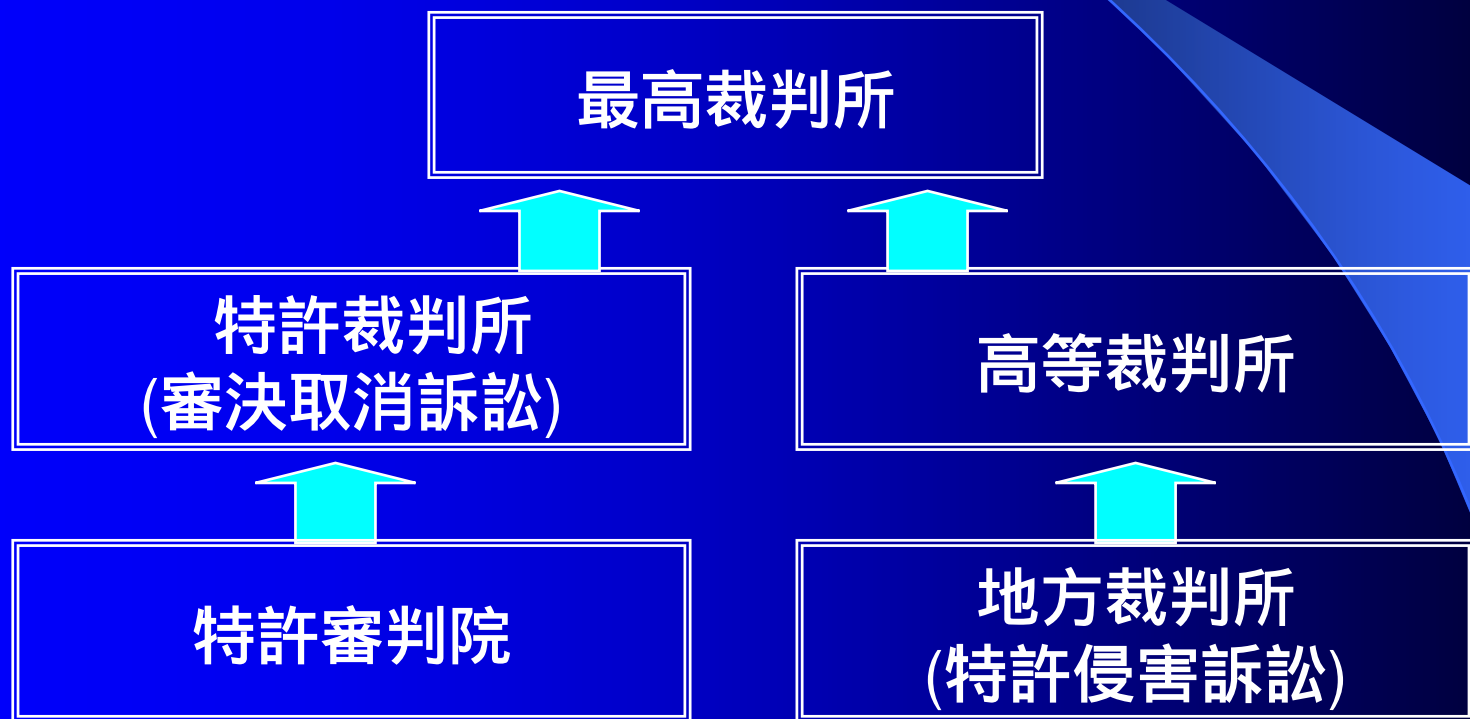 最高裁判所
特許裁判所
(審決取消訴訟)
高等裁判所
特許審判院
地方裁判所
(特許侵害訴訟)